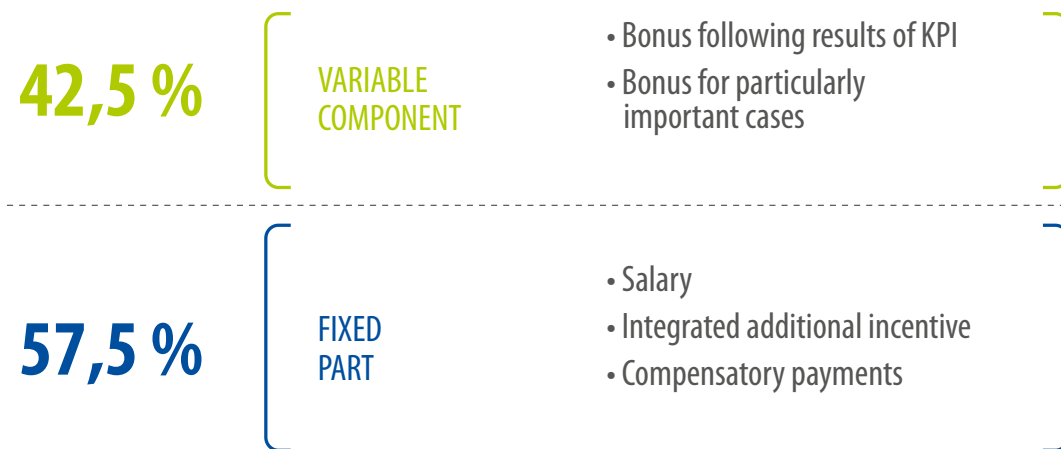 42,5 %
VARIABLE
COMPONENT
• Bonus following results of KPI
• Bonus for particularly
important cases
57,5 %
FIXED
PART
• Salary
• Integrated additional incentive
• Compensatory payments